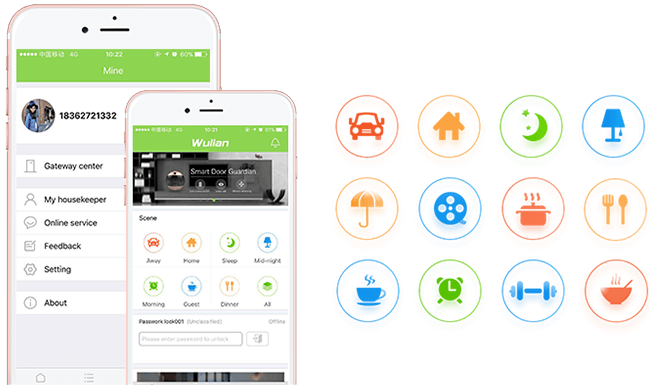 中国移动 4G 10:22 60%
Mine
18362721332
Gateway center
My housekeeper
Online service
Feedback
Setting
About
中国移动 4G 10:21 62%
Wulian
Smart Door Guardian
Scene
Away Home Sleep Mid-night
Morning Guest Dinner All
Passwork lock001 (Unclassified) Offline
Please enter password to unlock